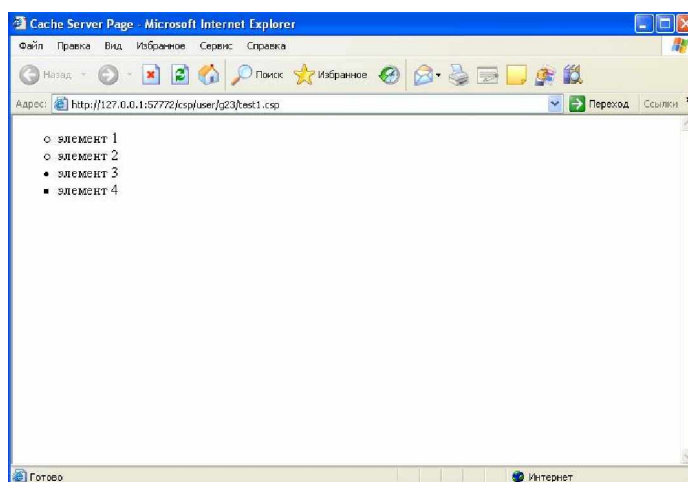 Cache Server Page - Microsoft Internet Explorer
Файл Правка Вид Избранное Сервис Справка
Назад Поиск Избранное
Адрес: http://127.0.0.1:57772/csp/user/g23/test1.csp Переход Ссылки
элемент 1
элемент 2
элемент 3
элемент 4
Готово Интернет